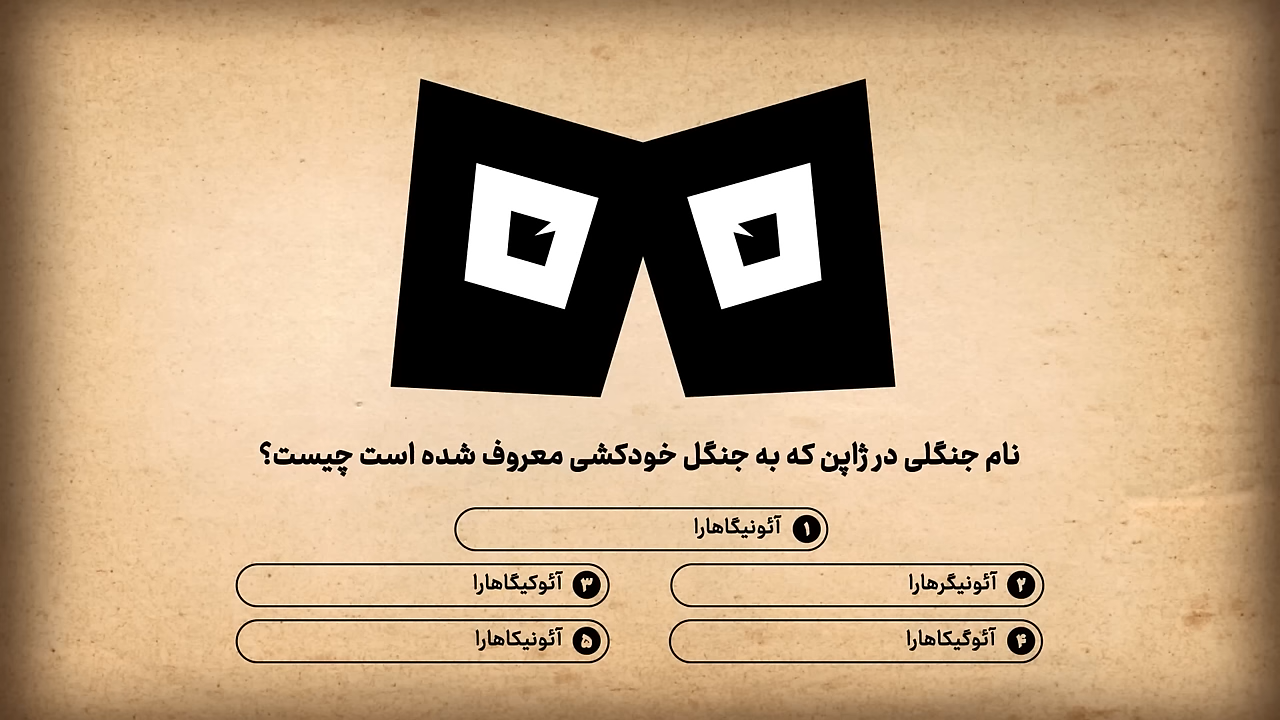 نام جنگلی در ژاپن که به جنگل خودکشی معروف شده است چیست؟
۱ آئونیگاهارا
۲ آئونیگرهارا
۳ آئوکیگاهارا
۴ آئوگیکاهارا
۵ آئونیکاهارا